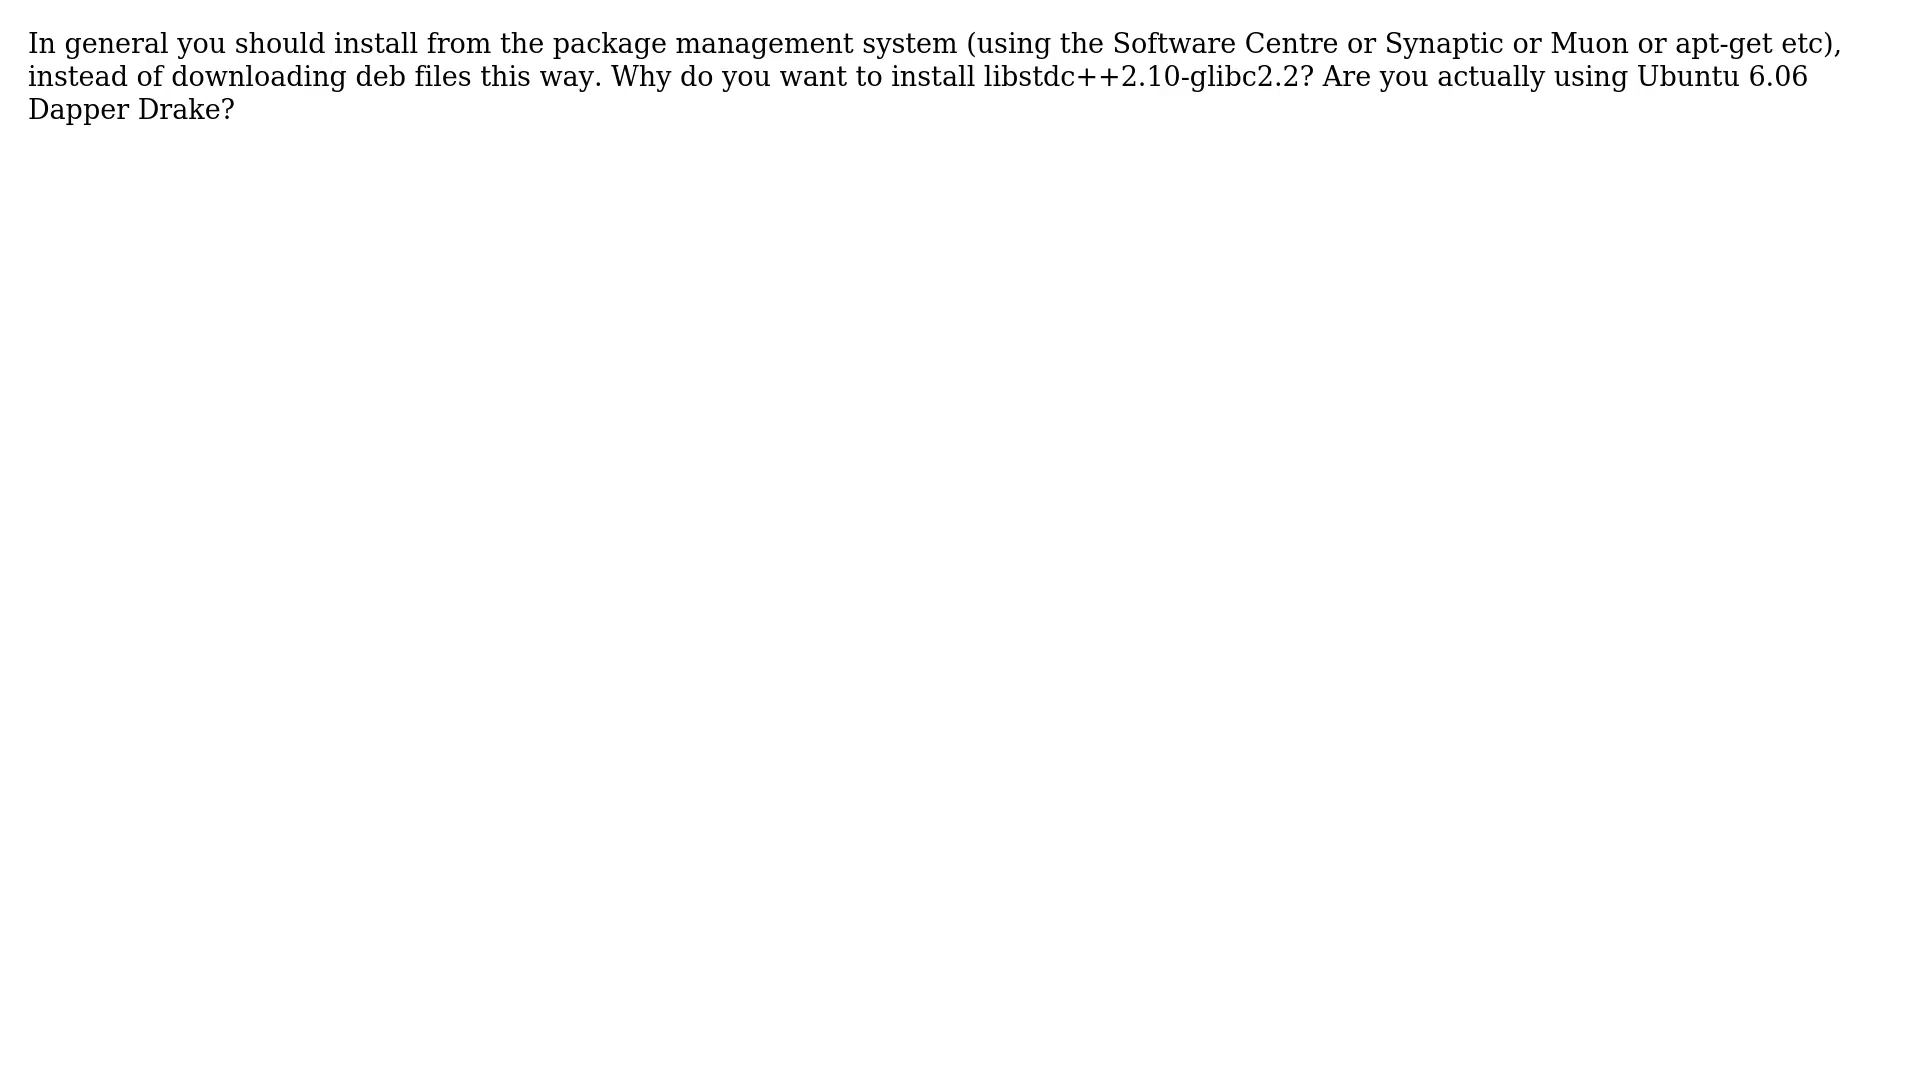 In general you should install from the package management system (using the Software Centre or Synaptic or Muon or apt-get etc),
instead of downloading deb files this way. Why do you want to install libstdc++2.10-glibc2.2? Are you actually using Ubuntu 6.06
Dapper Drake?